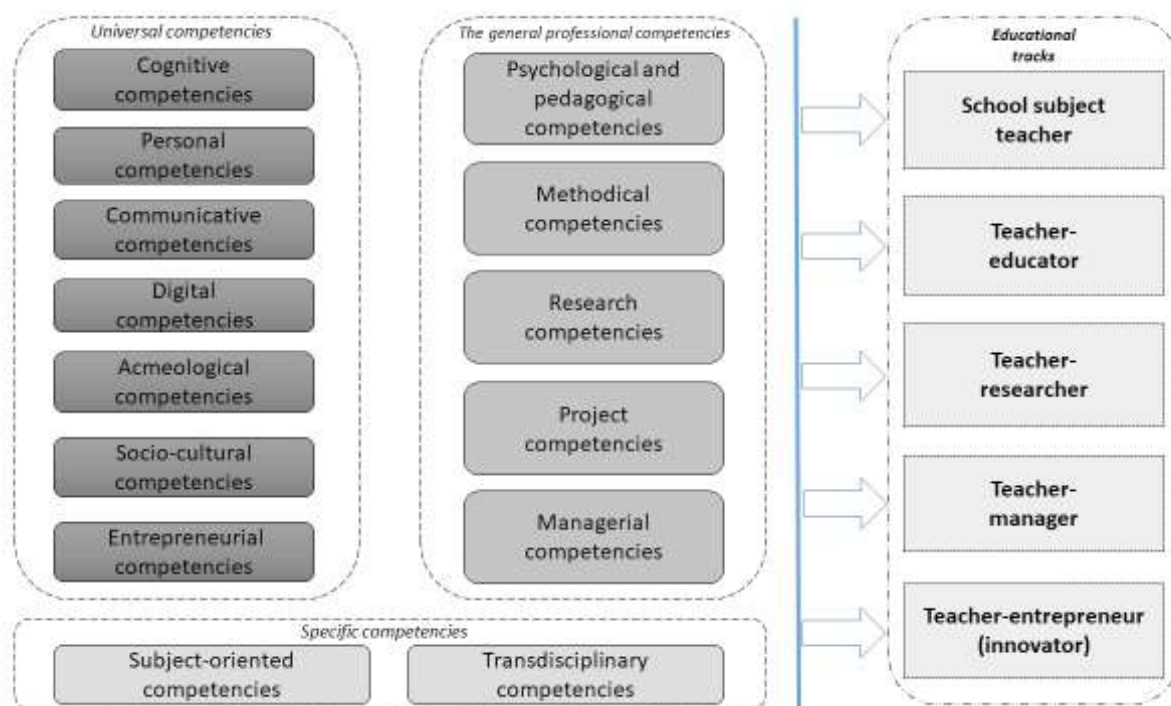 Universal competencies
Cognitive
competencies
Personal
competencies
Communicative
competencies
Digital
competencies
Acmeological
competencies
Socio-cultural
competencies
Entrepreneurial
competencies
The general professional competencies
Psychological and
pedagogical
competencies
Methodical
competencies
Research
competencies
Project
competencies
Managerial
competencies
Specific competencies
Subject-oriented
competencies
Transdisciplinary
competencies
Educational
tracks
School subject
teacher
Teacher-
educator
Teacher-
researcher
Teacher-
manager
Teacher-entrepreneur
(innovator)